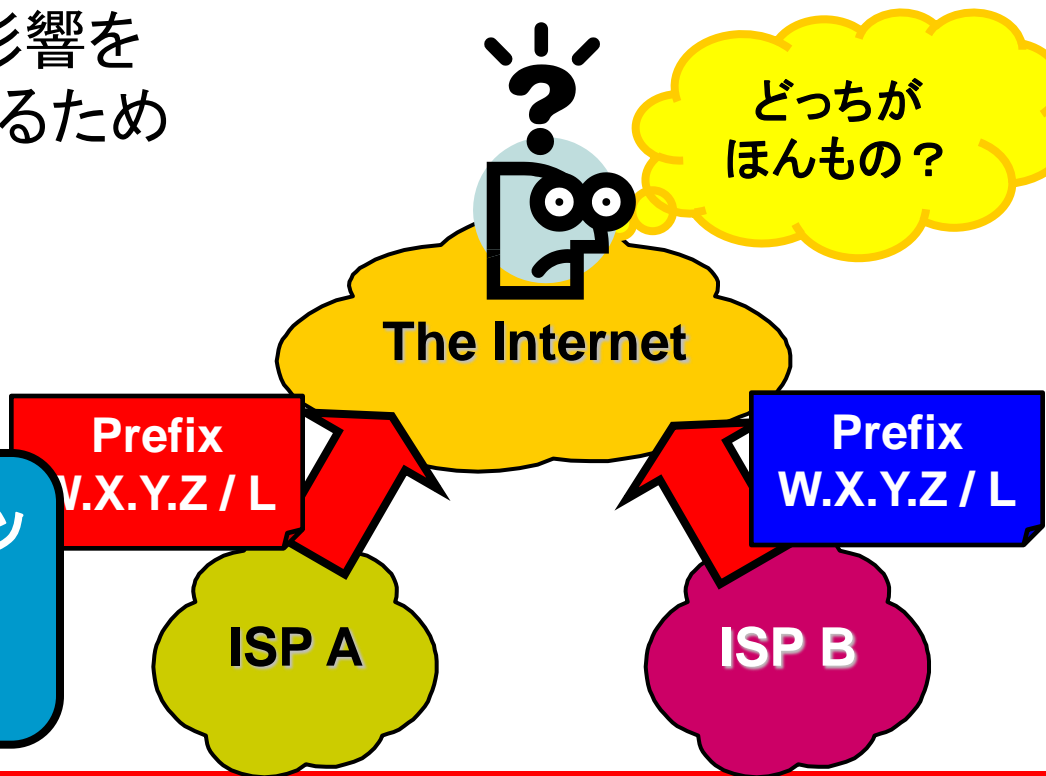 影響を
るため
?
どっちが
ほんもの？
The Internet
Prefix
W.X.Y.Z / L
Prefix
W.X.Y.Z / L
ッ
ISP A
ISP B